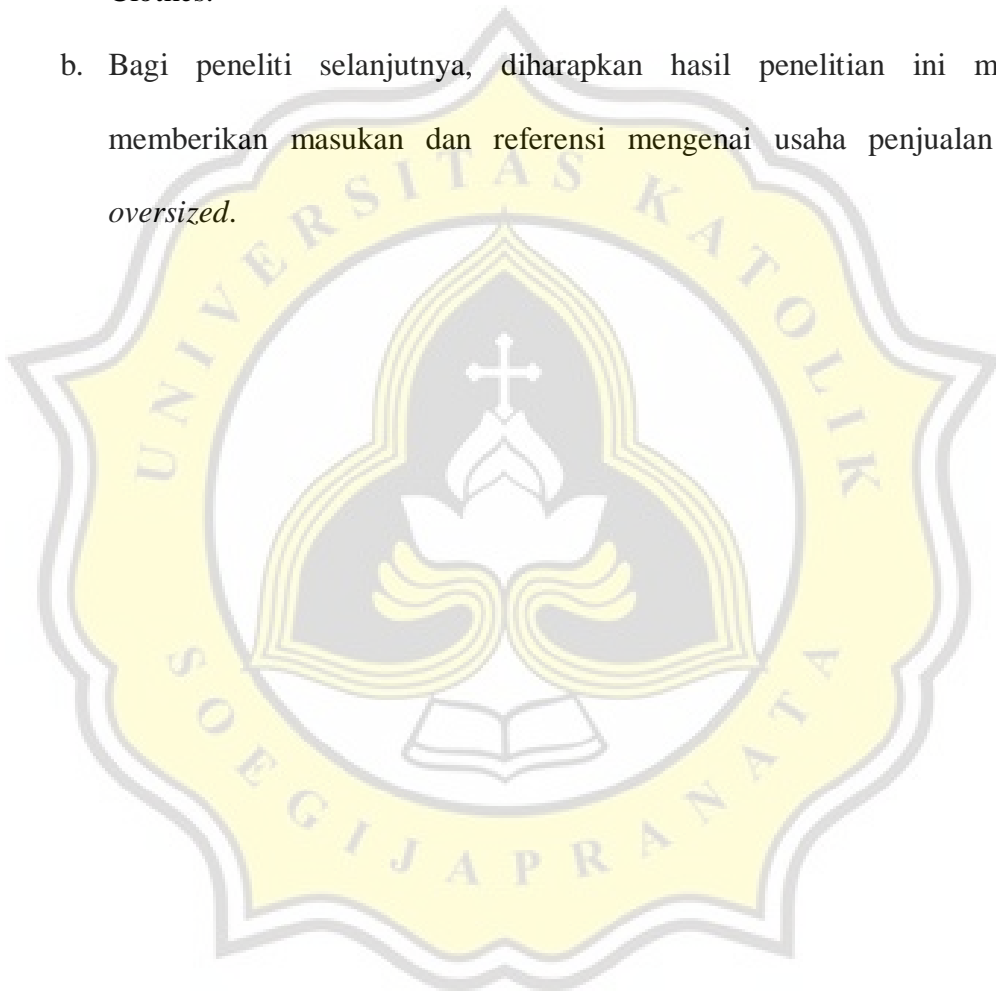 b. Bagi peneliti selanjutnya, diharapkan hasil penelitian ini
memberikan masukan dan referensi mengenai usaha penjualan
oversized.
UNIVERSITAS KATOLIK
SOEGIJAPRANATA